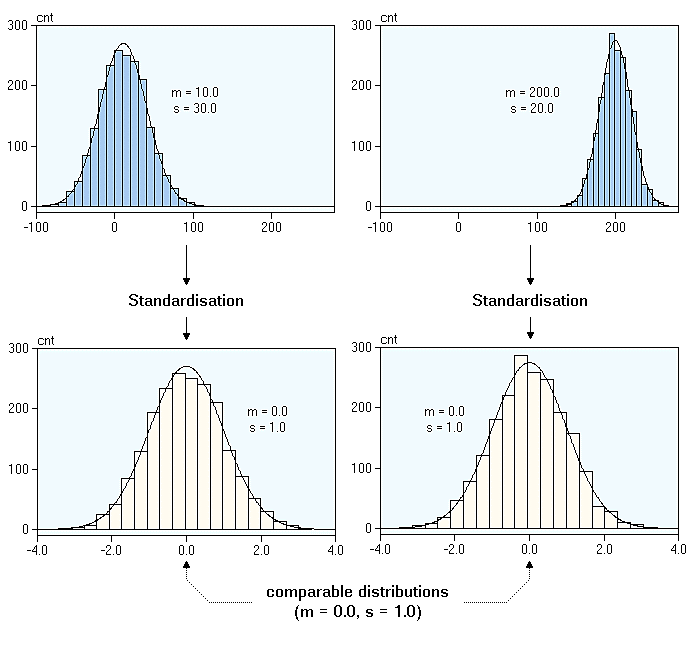 300 cnt
200
100
0
-100 0 100 200
m = 10.0
s = 30.0
300 cnt
200
100
0
-100 0 100 200
m = 200.0
s = 20.0
Standardisation
Standardisation
300 cnt
200
100
0
-4.0 -2.0 0.0 2.0 4.0
m = 0.0
s = 1.0
300 cnt
200
100
0
-4.0 -2.0 0.0 2.0 4.0
m = 0.0
s = 1.0
comparable distributions
(m = 0.0, s = 1.0)